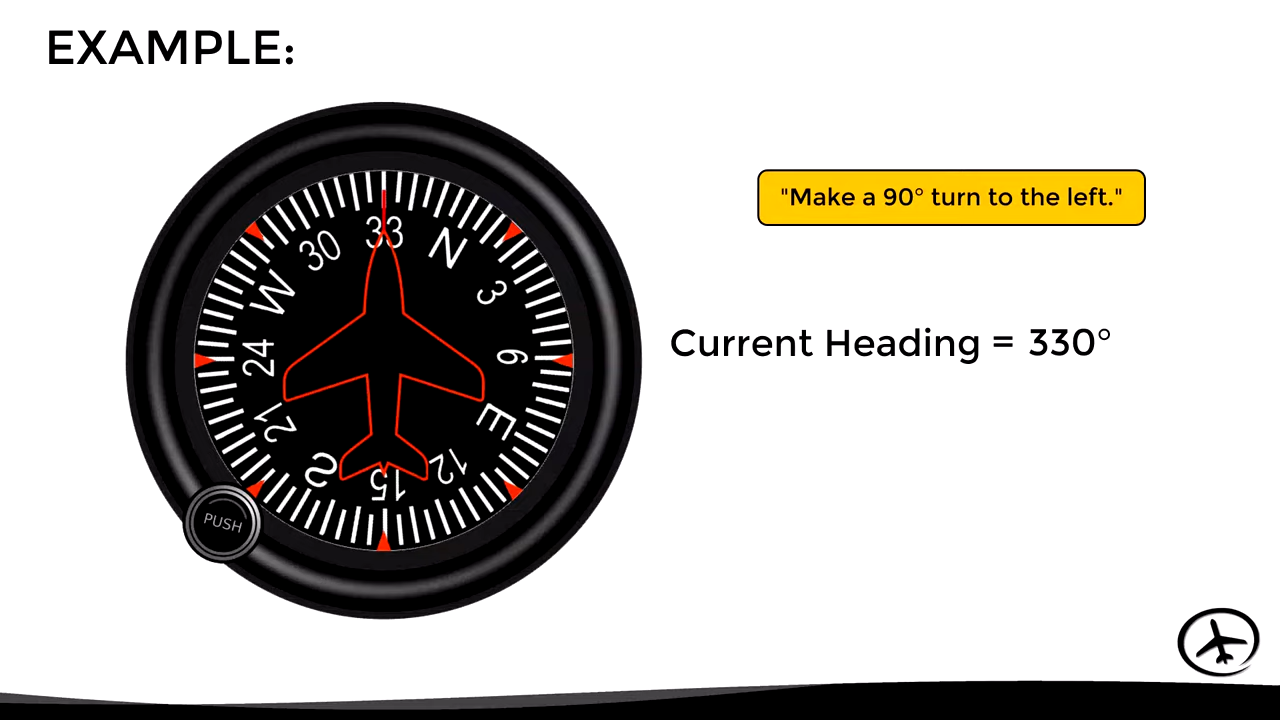 EXAMPLE:
"Make a 90° turn to the left."
Current Heading = 330°
33
N
3
6
E
12
15
S
21
24
W
30
PUSH